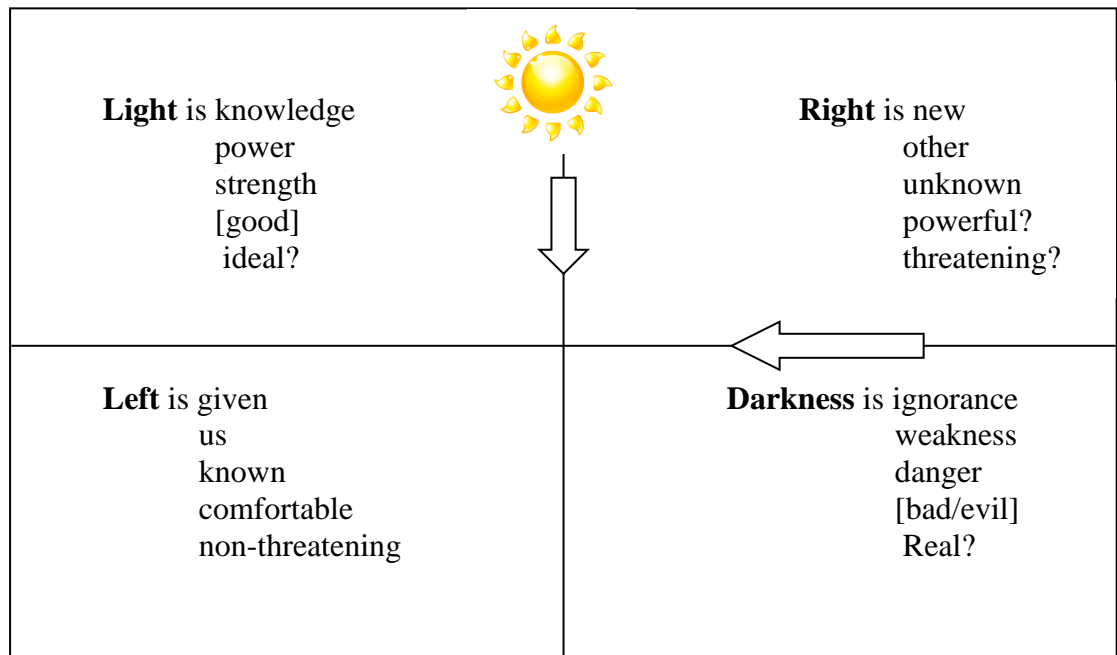 Light is knowledge
power
strength
[good]
ideal?
Right is new
other
unknown
powerful?
threatening?
Left is given
us
known
comfortable
non-threatening
Darkness is ignorance
weakness
danger
[bad/evil]
Real?